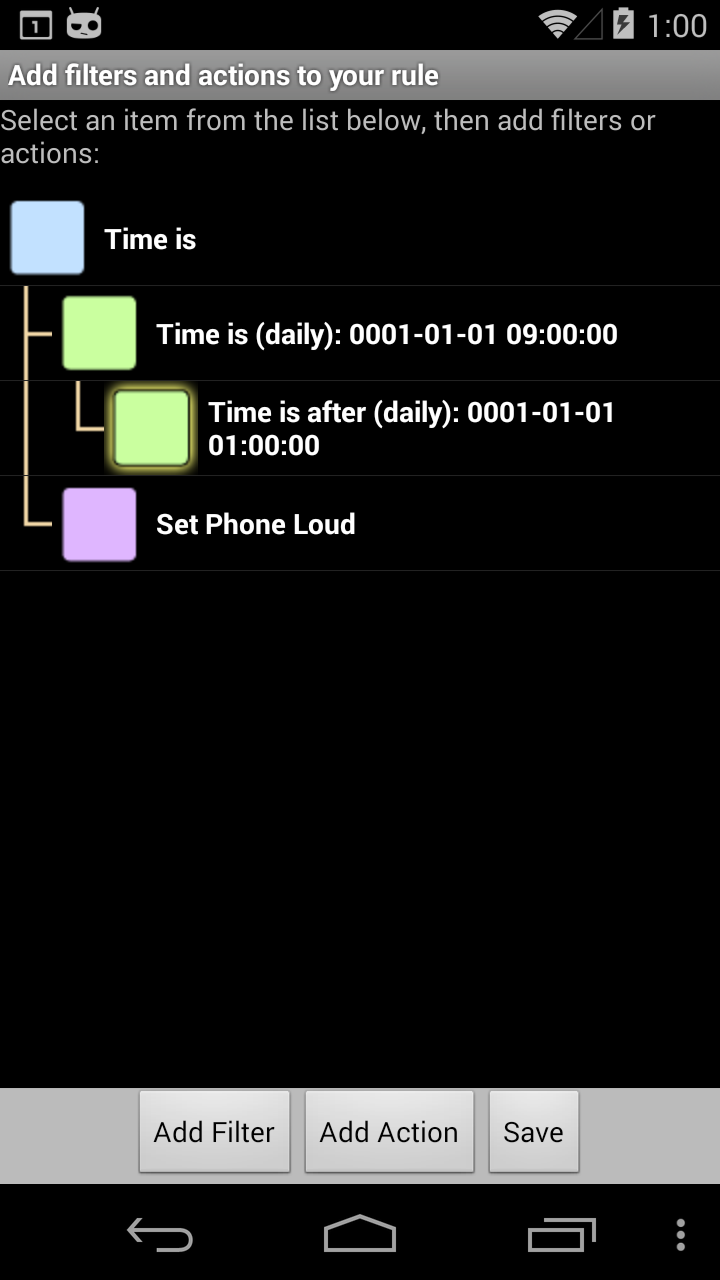 1
1:00
Add filters and actions to your rule
Select an item from the list below, then add filters or
actions:
Time is
Time is (daily): 0001-01-01 09:00:00
Time is after (daily): 0001-01-01
01:00:00
Set Phone Loud
Add Filter
Add Action
Save